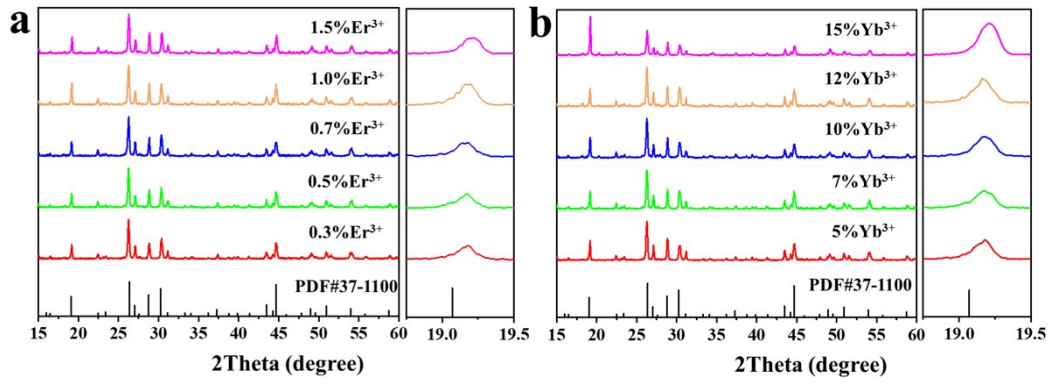 a
1.5%Er³⁺
1.0%Er³⁺
0.7%Er³⁺
0.5%Er³⁺
0.3%Er³⁺
PDF#37-1100
15 20 25 30 35 40 45 50 55 60
19.0 19.5
2Theta (degree)
b
15%Yb³⁺
12%Yb³⁺
10%Yb³⁺
7%Yb³⁺
5%Yb³⁺
PDF#37-1100
15 20 25 30 35 40 45 50 55 60
19.0 19.5
2Theta (degree)